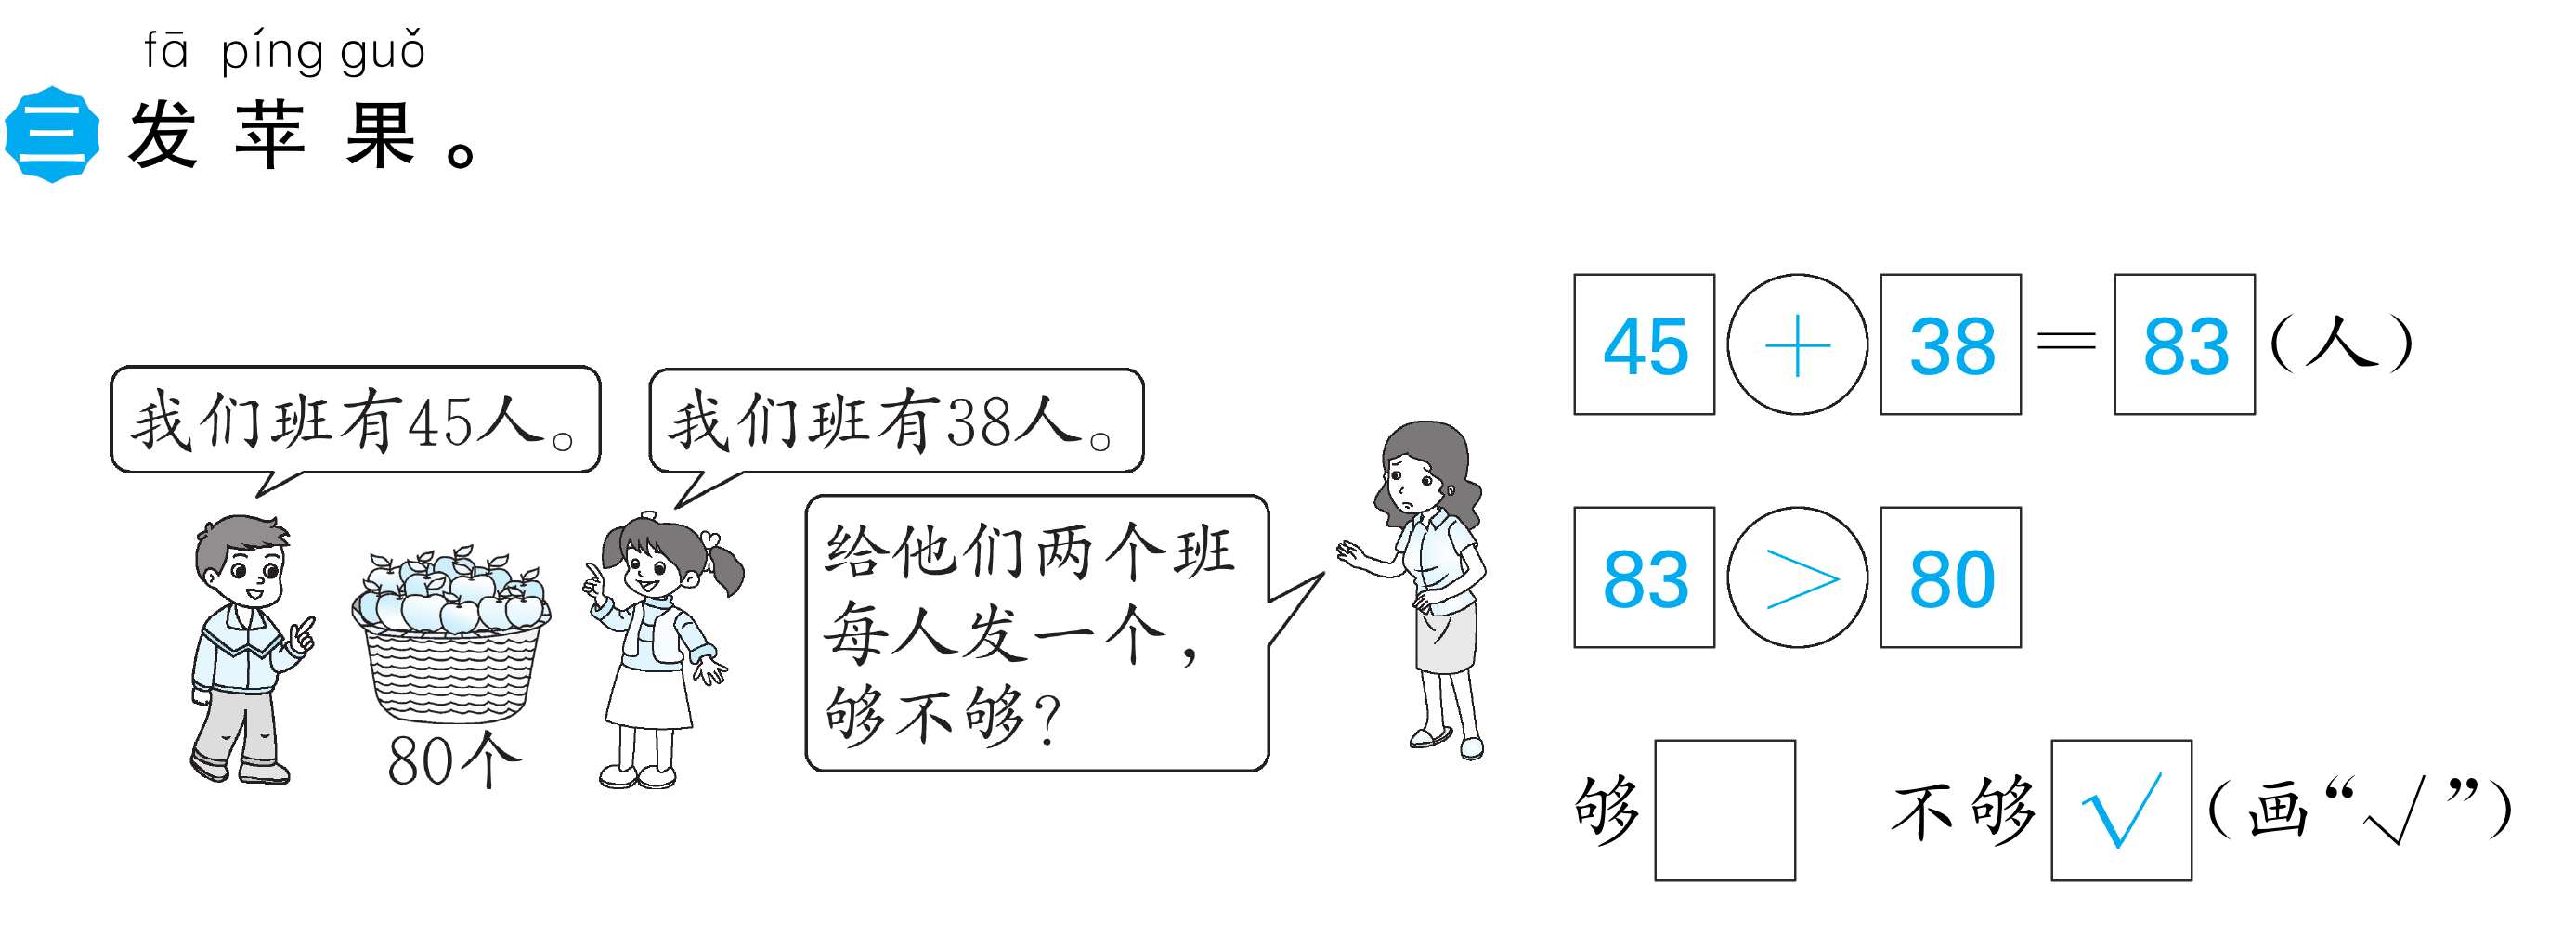 fā píng guǒ
三 发苹果。
我们班有45人。
我们班有38人。
给他们两个班
每人发一个，
够不够？
80个
45 + 38 = 83 （人）
83 > 80
够 不够 √ （画“√”）